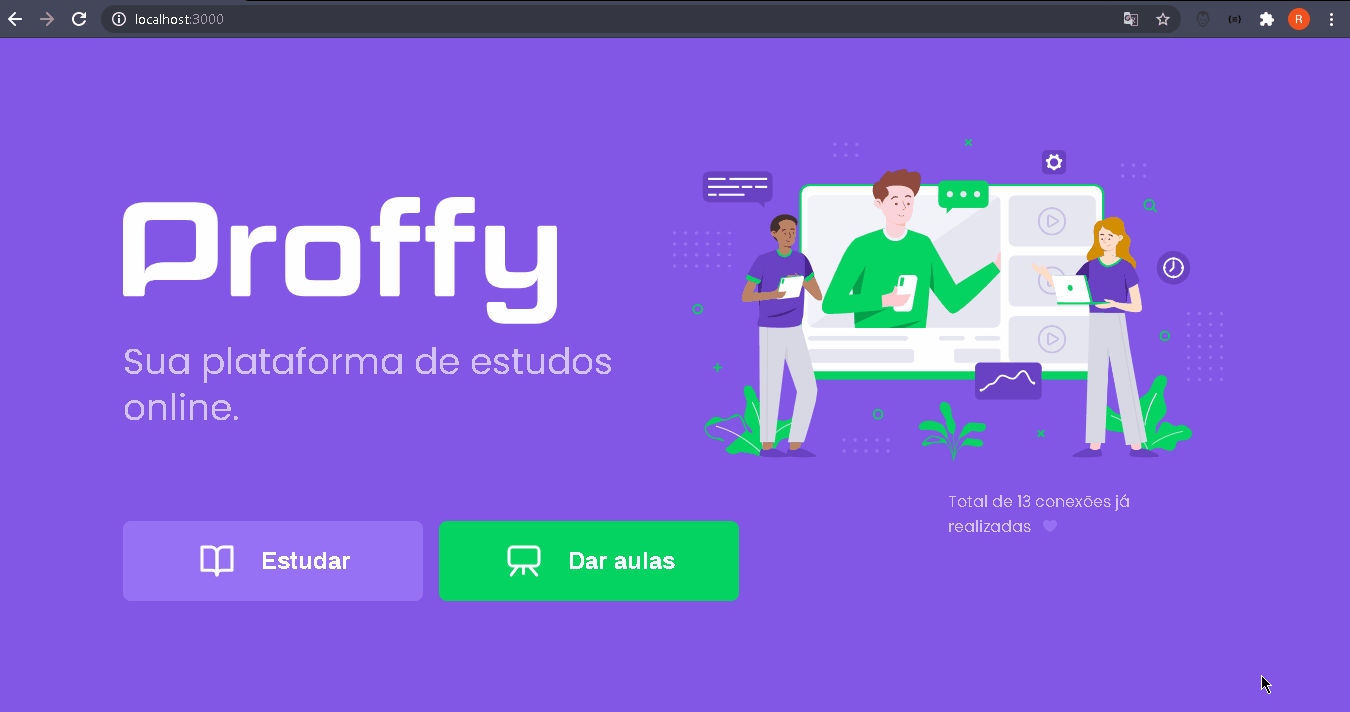 localhost:3000
R
Proffy
Sua plataforma de estudos
online.
Total de 13 conexões já
realizadas
Estudar
Dar aulas